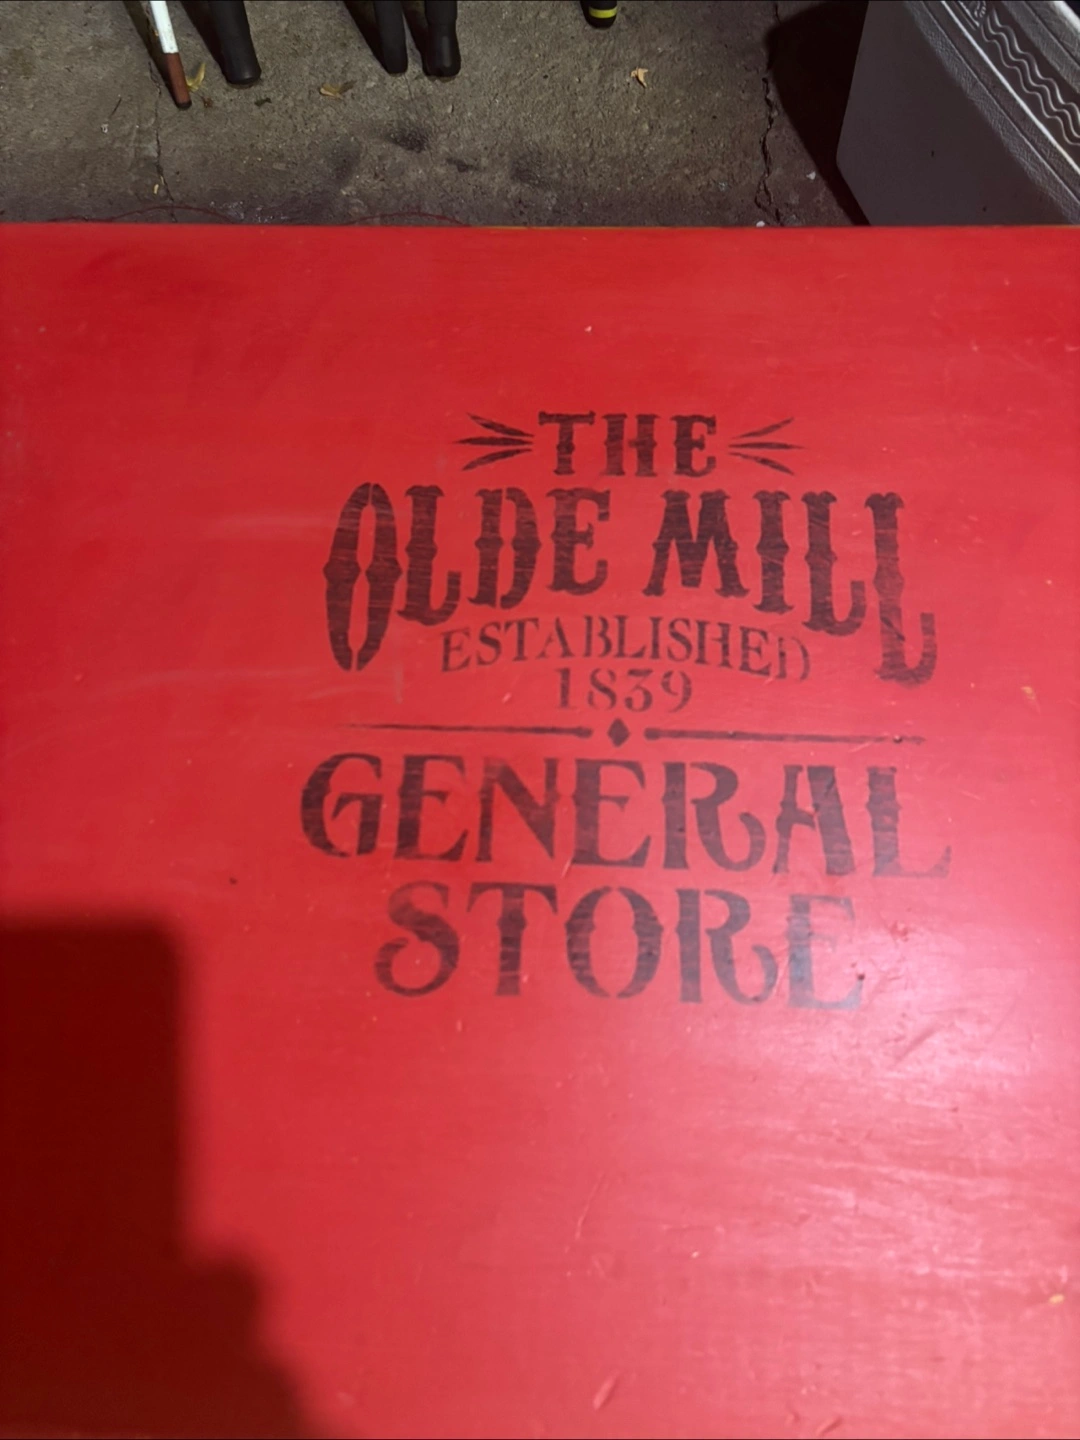 THE
OLDE MILL
ESTABLISHED
1839
GENERAL
STORE